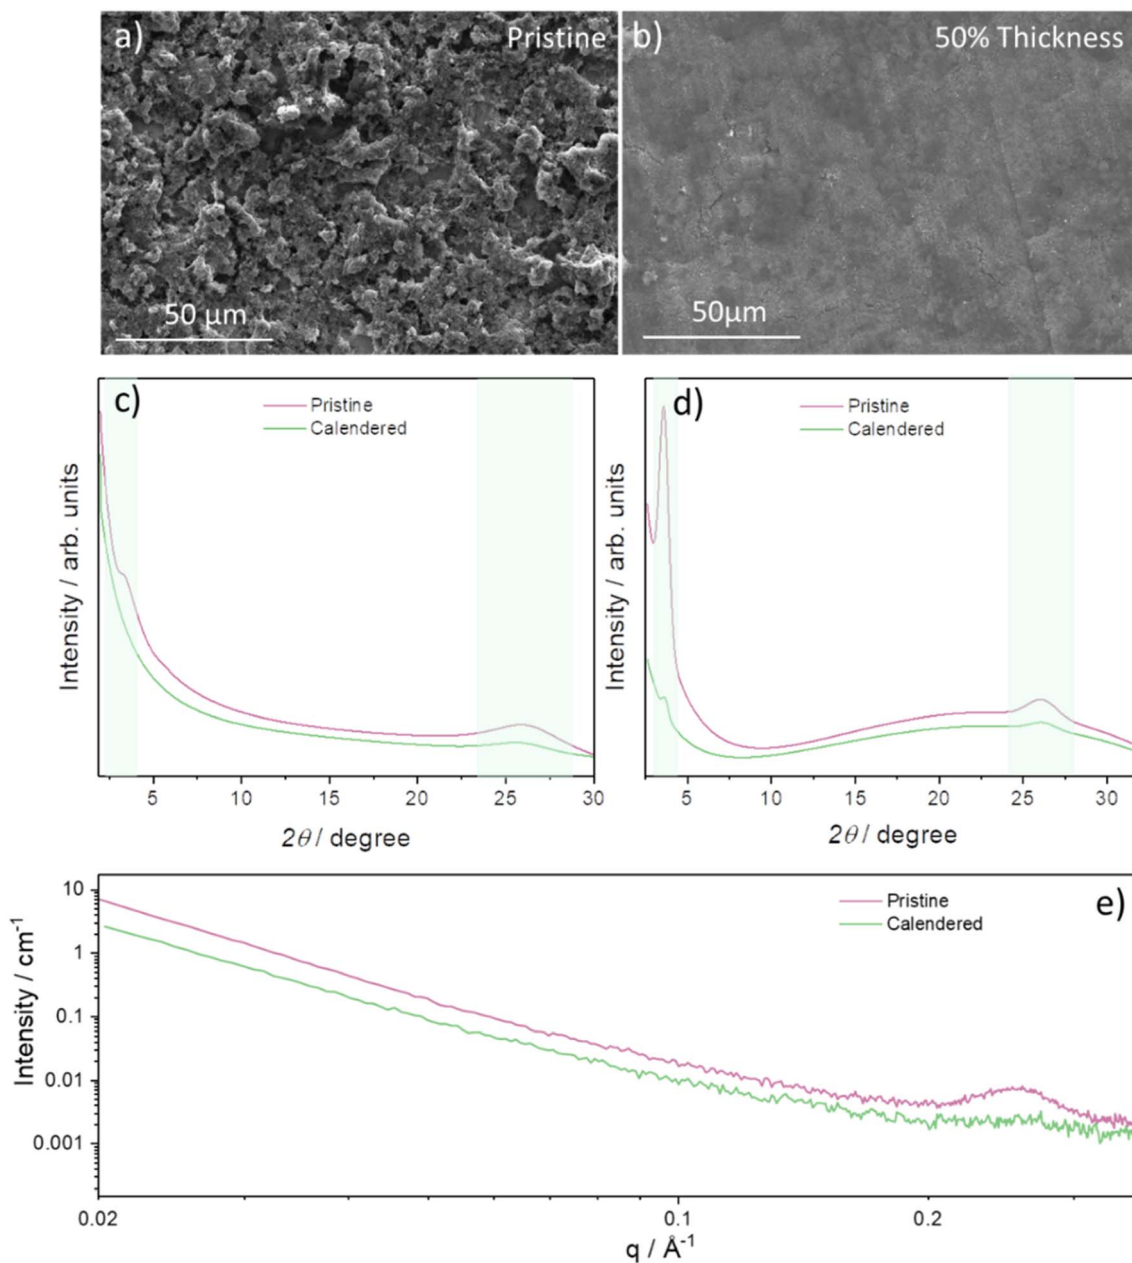 a) Pristine
b) 50% Thickness
50 μm
50μm
c)
Pristine
Calendered
Intensity / arb. units
5 10 15 20 25 30
2θ / degree
d)
Pristine
Calendered
Intensity / arb. units
5 10 15 20 25 30
2θ / degree
e)
Pristine
Calendered
Intensity / cm⁻¹
10
1
0.1
0.01
0.001
0.02 0.1 0.2
q / Å⁻¹